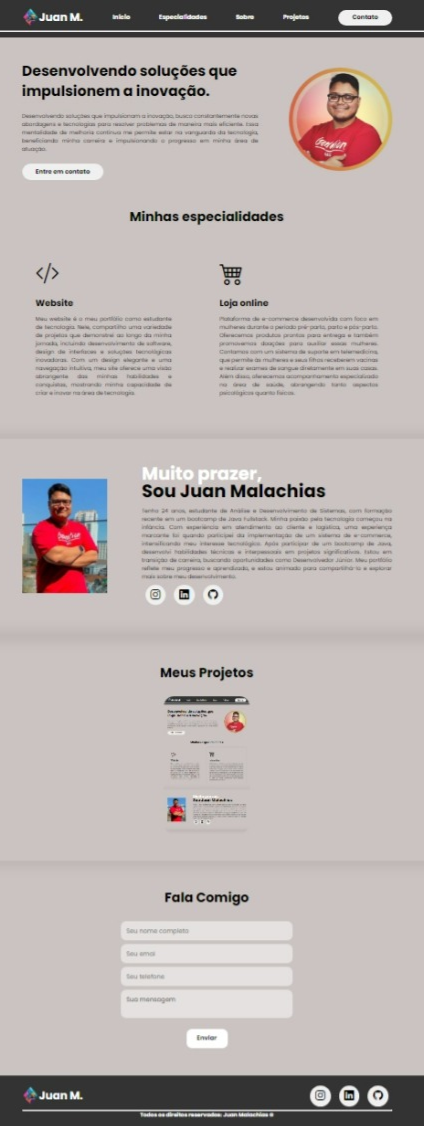 Juan M.
Início
Especialidades
Sobre
Projetos
Contato
Desenvolvendo soluções que
impulsionem a inovação.
Desenvolvendo soluções que impulsionam a inovação, busco constantemente novas
abordagens e tecnologias para resolver problemas de maneira mais eficiente. Essa
mentalidade de melhoria contínua me permite estar na vanguarda da tecnologia,
beneficiando minha carreira e impulsionando o progresso em minha área de
atuação.
Entre em contato
Minhas especialidades
Website
Meu website é o meu portfólio como estudante
de tecnologia. Nele, compartilho uma variedade
de projetos que demonstrei ao longo da minha
jornada, incluindo desenvolvimento de software,
design de interfaces e soluções tecnológicas
inovadoras. Com um design elegante e uma
navegação intuitiva, meu site oferece uma visão
abrangente das minhas habilidades e
conquistas, mostrando minha capacidade de
criar e inovar na área de tecnologia.
Loja online
Plataforma de e-commerce desenvolvida com foco em
mulheres durante o período pré-parto, parto e pós-parto.
Oferecemos produtos prontos para entrega e também
promovemos doações para auxiliar essas mulheres.
Contamos com um sistema de suporte em telemedicina,
que permite às mulheres e seus filhos receberem vacinas
e realizar exames de sangue diretamente em suas casas.
Além disso, oferecemos acompanhamento especializado
na área de saúde, abrangendo tanto aspectos
psicológicos quanto físicos.
Muito prazer,
Sou Juan Malachias
Tenho 24 anos, estudante de Análise e Desenvolvimento de Sistemas, com formação
recente em um bootcamp de Java Fullstack. Minha paixão pela tecnologia começou na
infância. Com experiência em atendimento ao cliente e logística, uma experiência
marcante foi quando participei da implementação de um sistema de e-commerce,
intensificando meu interesse tecnológico. Após participar de um bootcamp de Java,
desenvolvi habilidades técnicas e interpessoais em projetos significativos. Estou em
transição de carreira, buscando oportunidades como Desenvolvedor Júnior. Meu portfólio
reflete meu progresso e aprendizado, e estou animado para compartilhá-lo e explorar
mais sobre meu desenvolvimento.
Meus Projetos
Fala Comigo
Seu nome completo
Seu email
Seu telefone
Sua mensagem
Enviar
Juan M.
Todos os direitos reservados: Juan Malachias ®